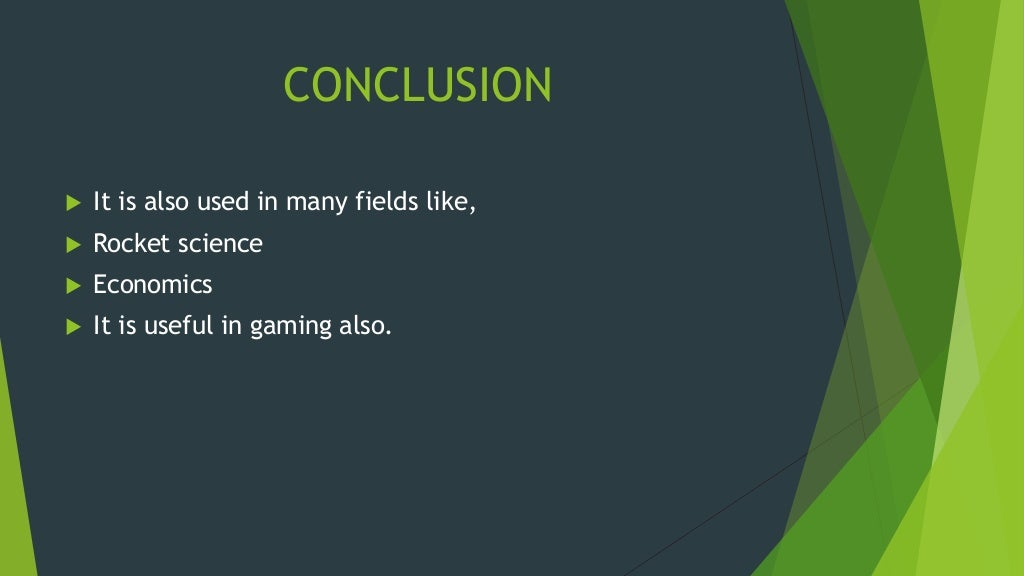 CONCLUSION
It is also used in many fields like,
Rocket science
Economics
It is useful in gaming also.